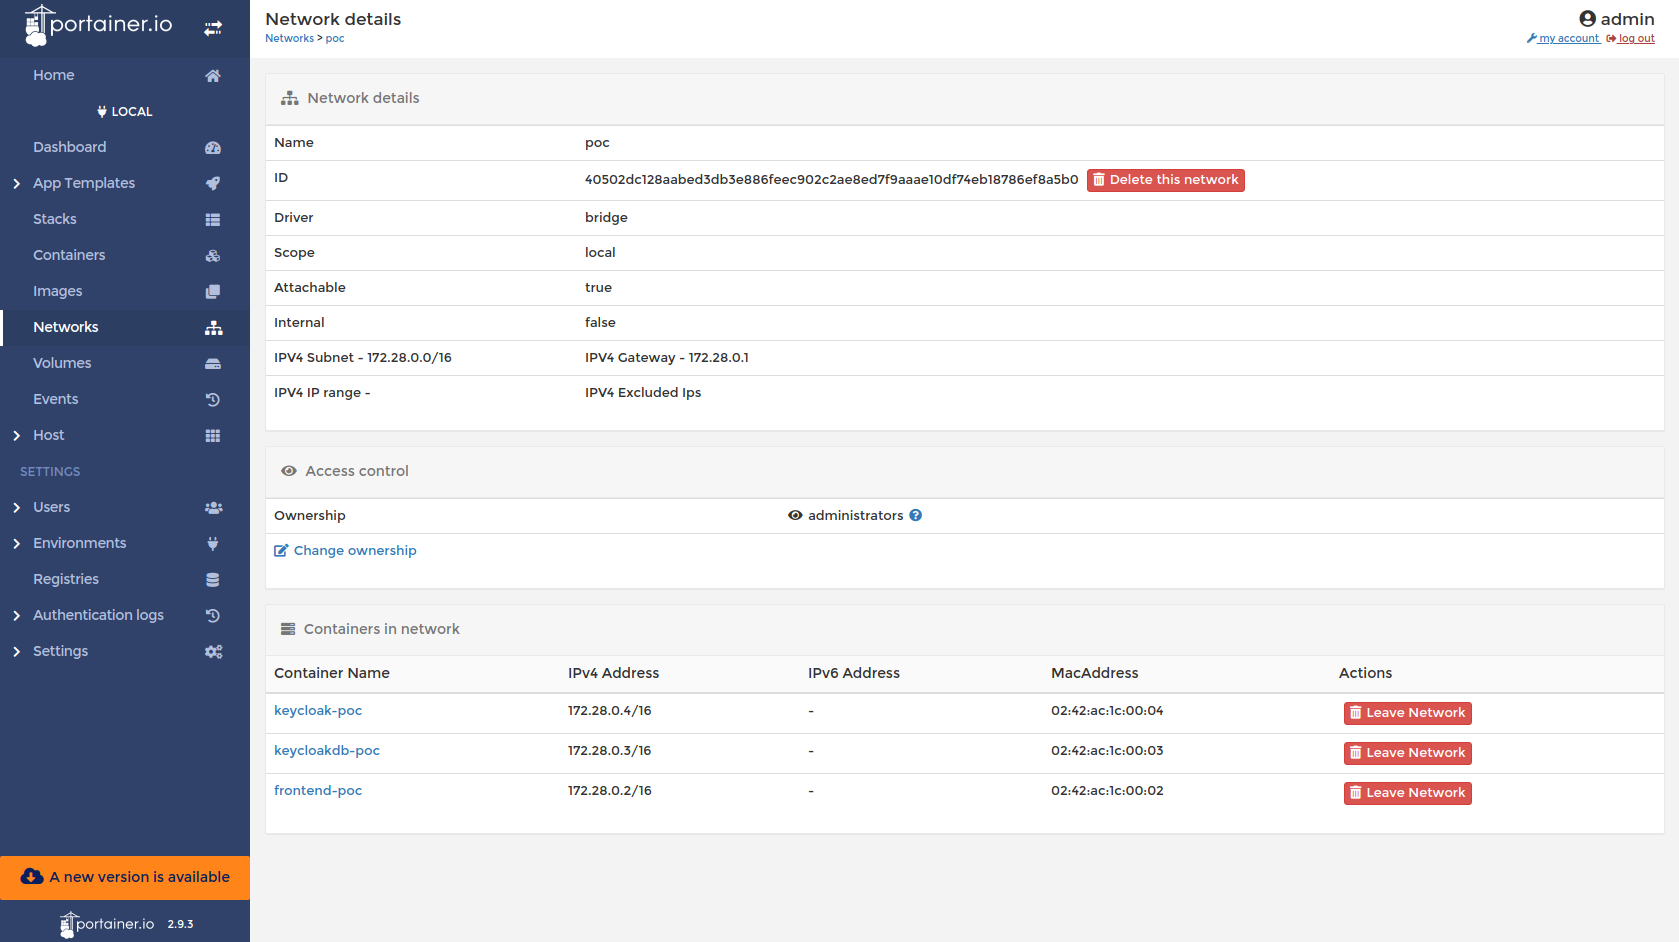 portainer.io
Home
LOCAL
Dashboard
App Templates
Stacks
Containers
Images
Networks
Volumes
Events
Host
SETTINGS
Users
Environments
Registries
Authentication logs
Settings
A new version is available
portainer.io 2.9.3
Network details
Networks > poc
admin
my account log out
Network details
Name poc
ID 40502dc128aabed3db3e886feec902c2ae8ed7f9aaae10df74eb18786ef8a5b0 Delete this network
Driver bridge
Scope local
Attachable true
Internal false
IPV4 Subnet - 172.28.0.0/16 IPV4 Gateway - 172.28.0.1
IPV4 IP range - IPV4 Excluded Ips
Access control
Ownership administrators
Change ownership
Containers in network
Container Name IPv4 Address IPv6 Address MacAddress Actions
keycloak-poc 172.28.0.4/16 - 02:42:ac:1c:00:04 Leave Network
keycloakdb-poc 172.28.0.3/16 - 02:42:ac:1c:00:03 Leave Network
frontend-poc 172.28.0.2/16 - 02:42:ac:1c:00:02 Leave Network